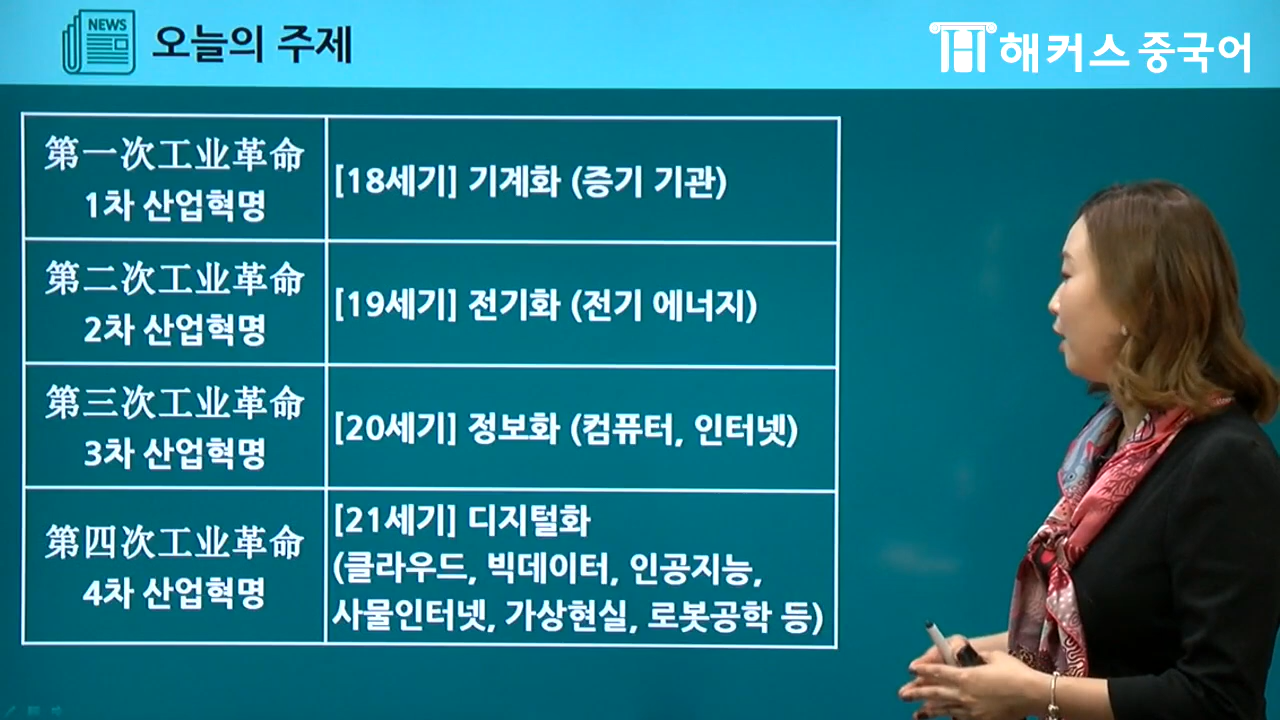 NEWS
오늘의 주제
해커스 중국어
第一次工业革命
1차 산업혁명
[18세기] 기계화 (증기 기관)
第二次工业革命
2차 산업혁명
[19세기] 전기화 (전기 에너지)
第三次工业革命
3차 산업혁명
[20세기] 정보화 (컴퓨터, 인터넷)
第四次工业革命
4차 산업혁명
[21세기] 디지털화
(클라우드, 빅데이터, 인공지능,
사물인터넷, 가상현실, 로봇공학 등)